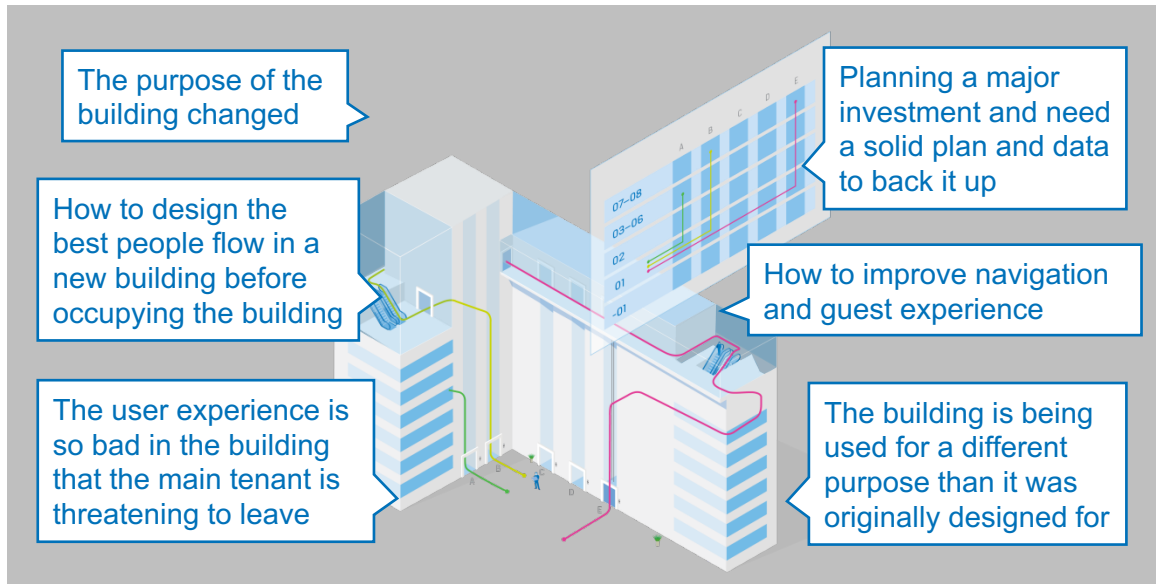 The purpose of the
building changed
How to design the
best people flow in a
new building before
occupying the building
The user experience is
so bad in the building
that the main tenant is
threatening to leave
Planning a major
investment and need
a solid plan and data
to back it up
How to improve navigation
and guest experience
The building is being
used for a different
purpose than it was
originally designed for
A B C D E
07-08
03-06
02
01
-01
A B C D E